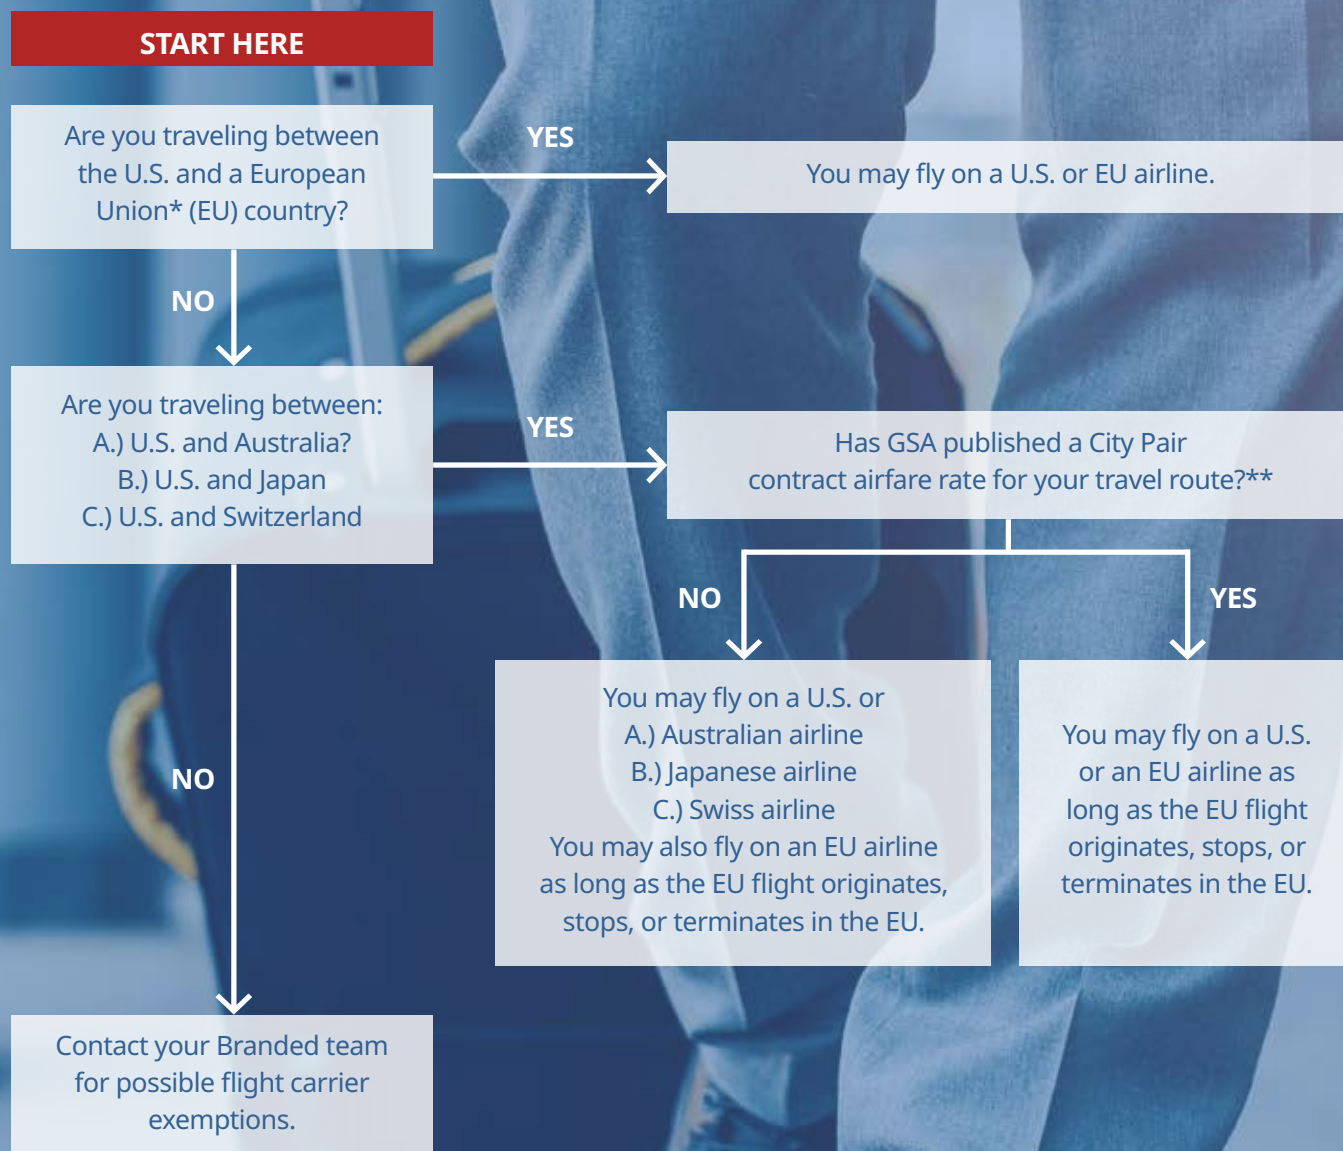 START HERE
Are you traveling between
the U.S. and a European
Union* (EU) country?
YES
You may fly on a U.S. or EU airline.
NO
Are you traveling between:
A.) U.S. and Australia?
B.) U.S. and Japan
C.) U.S. and Switzerland
YES
Has GSA published a City Pair
contract airfare rate for your travel route?**
NO
YES
You may fly on a U.S. or
A.) Australian airline
B.) Japanese airline
C.) Swiss airline
You may also fly on an EU airline
as long as the EU flight originates,
stops, or terminates in the EU.
You may fly on a U.S.
or an EU airline as
long as the EU flight
originates, stops, or
terminates in the EU.
NO
Contact your Branded team
for possible flight carrier
exemptions.